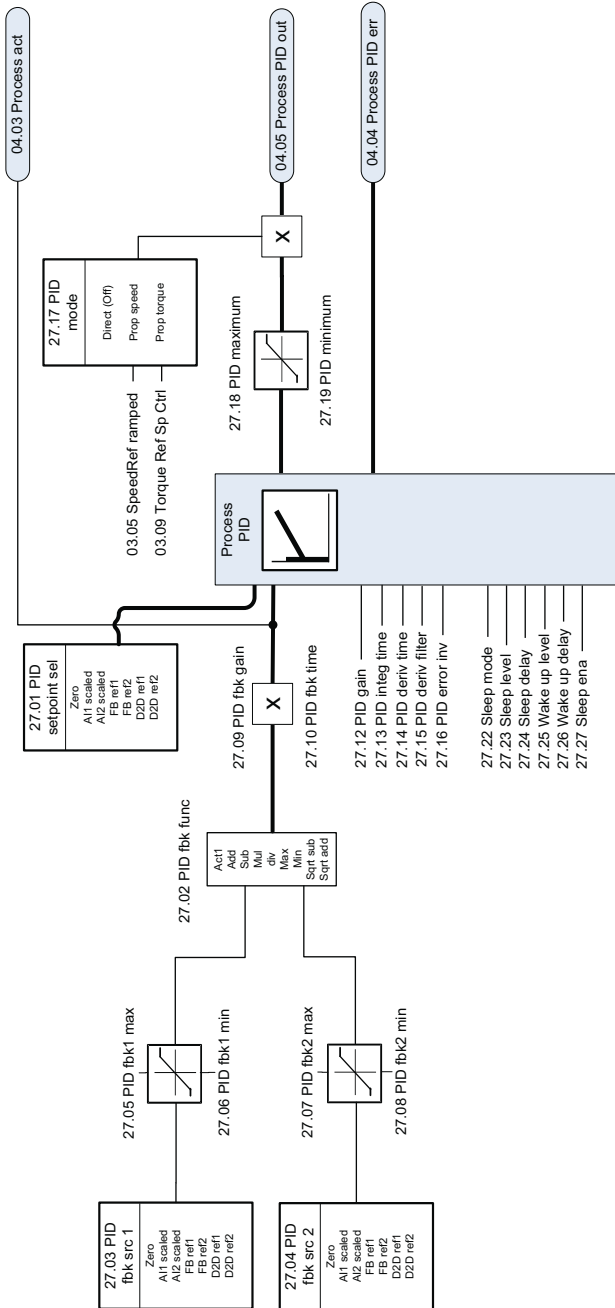 27.03 PID
fbk src 1
Zero
AI1 scaled
AI2 scaled
FB ref1
FB ref2
D2D ref1
D2D ref2
27.04 PID
fbk src 2
Zero
AI1 scaled
AI2 scaled
FB ref1
FB ref2
D2D ref1
D2D ref2
27.05 PID fbk1 max
27.06 PID fbk1 min
27.07 PID fbk2 max
27.08 PID fbk2 min
27.02 PID fbk func
Act1
Add
Sub
Mul
div
Max
Min
Sqrt sub
Sqrt add
27.01 PID
setpoint sel
Zero
AI1 scaled
AI2 scaled
FB ref1
FB ref2
D2D ref1
D2D ref2
27.09 PID fbk gain
X
27.10 PID fbk time
27.12 PID gain
27.13 PID integ time
27.14 PID deriv time
27.15 PID deriv filter
27.16 PID error inv
27.22 Sleep mode
27.23 Sleep level
27.24 Sleep delay
27.25 Wake up level
27.26 Wake up delay
27.27 Sleep ena
Process
PID
03.05 SpeedRef ramped
03.09 Torque Ref Sp Ctrl
27.17 PID
mode
Direct (Off)
Prop speed
Prop torque
27.18 PID maximum
27.19 PID minimum
X
04.03 Process act
04.05 Process PID out
04.04 Process PID err